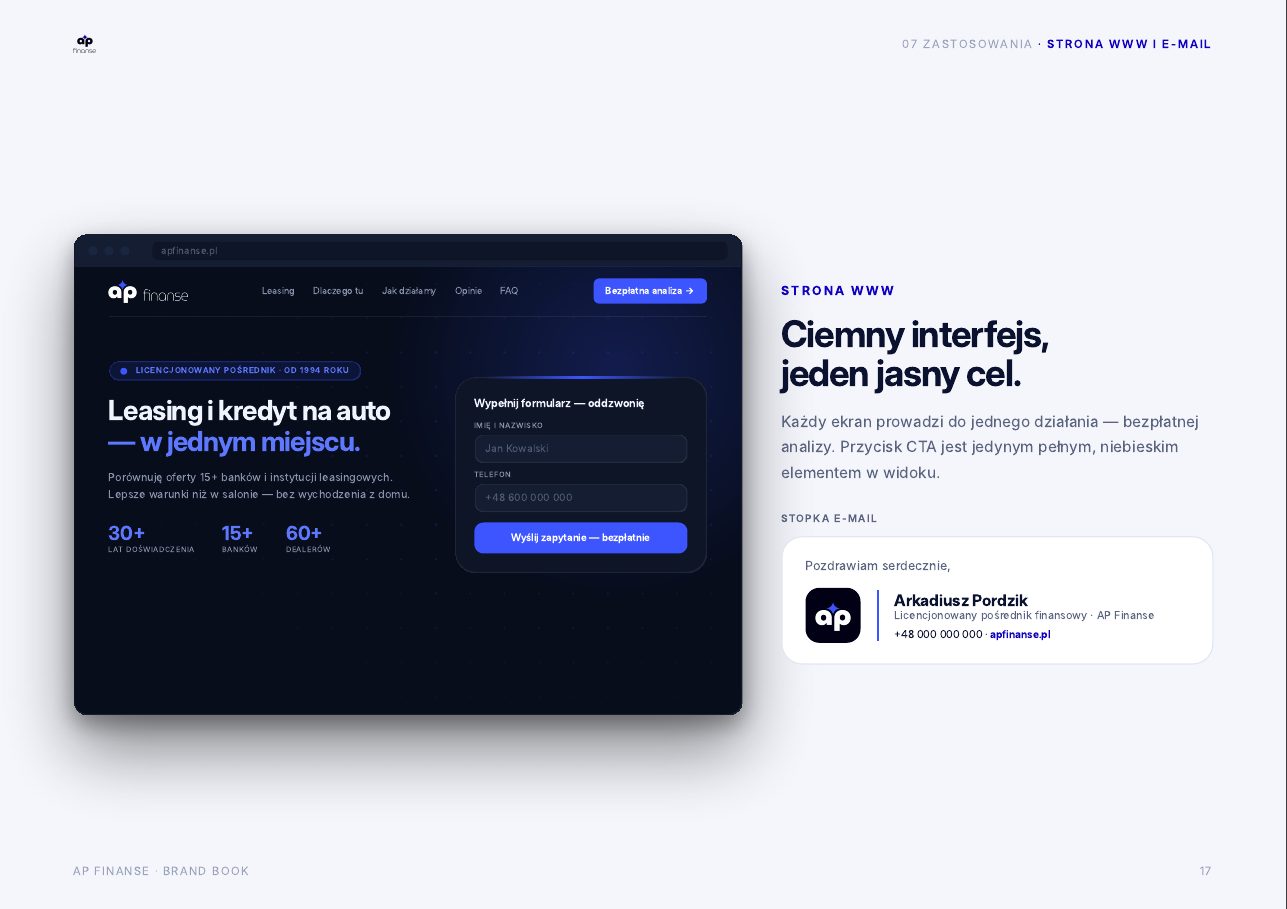 ap
finanse
07 ZASTOSOWANIA · STRONA WWW I E-MAIL
apfinanse.pl
ap finanse
Leasing
Dlaczego tu
Jak działamy
Opinie
FAQ
Bezpłatna analiza →
LICENCJONOWANY POŚREDNIK · OD 1994 ROKU
Leasing i kredyt na auto
— w jednym miejscu.
Porównuję oferty 15+ banków i instytucji leasingowych.
Lepsze warunki niż w salonie — bez wychodzenia z domu.
30+
LAT DOŚWIADCZENIA
15+
BANKÓW
60+
DEALERÓW
Wypełnij formularz — oddzwonię
IMIĘ I NAZWISKO
Jan Kowalski
TELEFON
+48 600 000 000
Wyślij zapytanie — bezpłatnie
STRONA WWW
Ciemny interfejs,
jeden jasny cel.
Każdy ekran prowadzi do jednego działania — bezpłatnej
analizy. Przycisk CTA jest jedynym pełnym, niebieskim
elementem w widoku.
STOPKA E-MAIL
Pozdrawiam serdecznie,
ap
Arkadiusz Pordzik
Licencjonowany pośrednik finansowy · AP Finanse
+48 000 000 000 · apfinanse.pl
AP FINANSE · BRAND BOOK
17